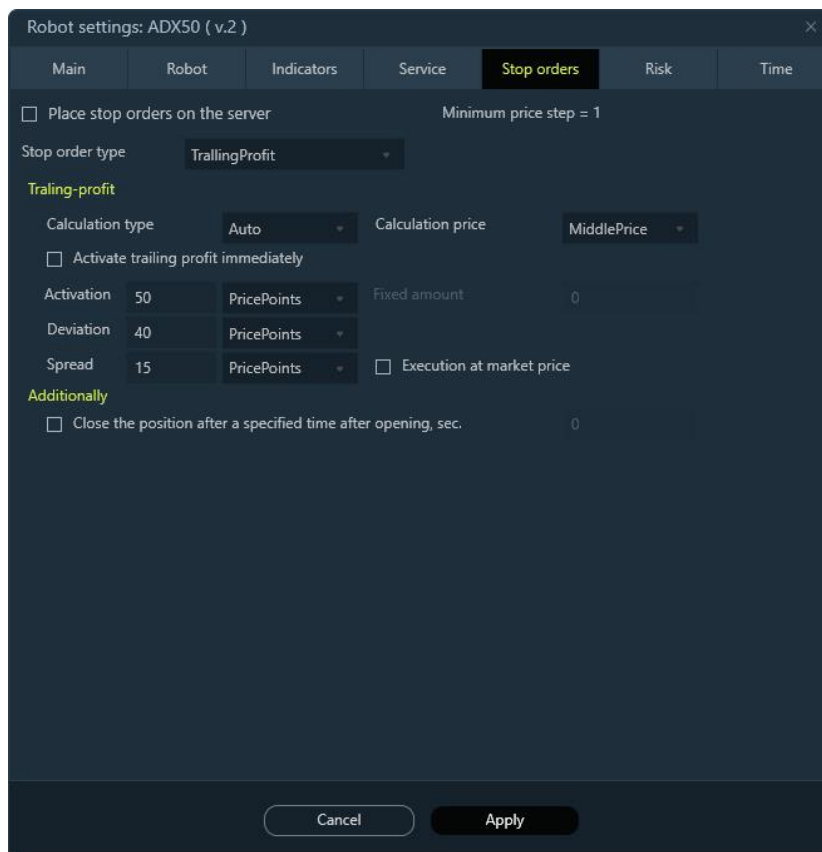 Robot settings: ADX50 ( v.2 )
Main Robot Indicators Service Stop orders Risk Time
Place stop orders on the server Minimum price step = 1
Stop order type TrallingProfit
Traling-profit
Calculation type Auto Calculation price MiddlePrice
Activate trailing profit immediately
Activation 50 PricePoints Fixed amount 0
Deviation 40 PricePoints
Spread 15 PricePoints Execution at market price
Additionally
Close the position after a specified time after opening, sec. 0
Cancel Apply